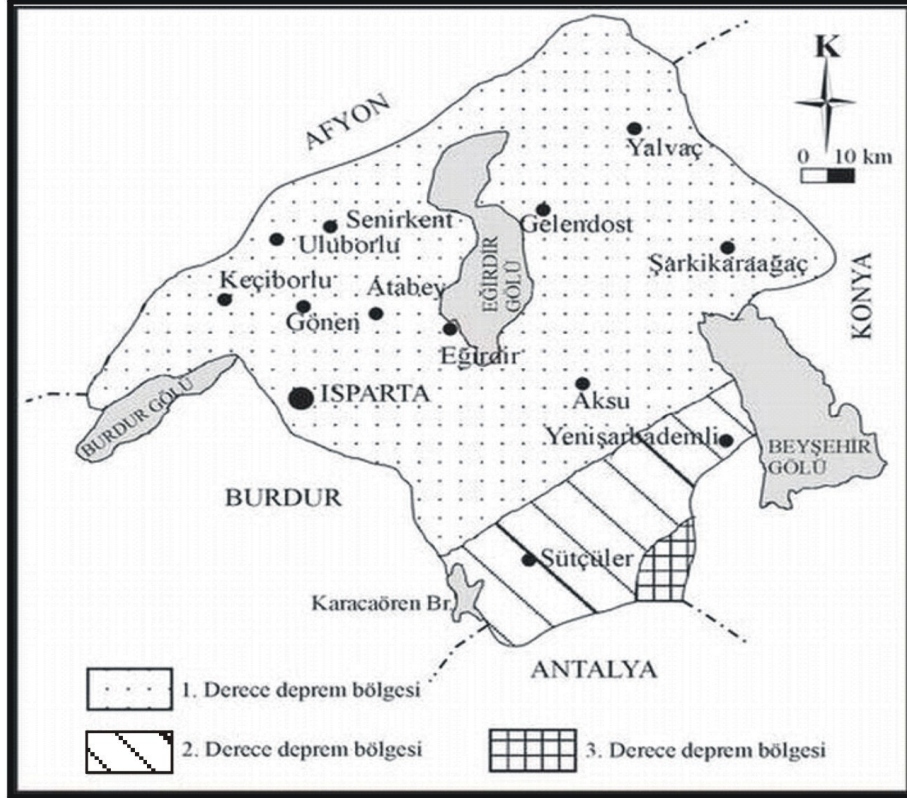 K
0 10 km
AFYON
Yalvaç
Senirkent
Gelendost
Uluborlu
EĞİRDİR
GÖLÜ
Şarkikaraağaç
KONYA
Keçiborlu
Atabey
Gönen
Eğirdir
ISPARTA
Aksu
BURDUR GÖLÜ
Yenişarbademli
BEYŞEHİR
GÖLÜ
BURDUR
Sütçüler
Karacaören Br.
ANTALYA
1. Derece deprem bölgesi
2. Derece deprem bölgesi
3. Derece deprem bölgesi